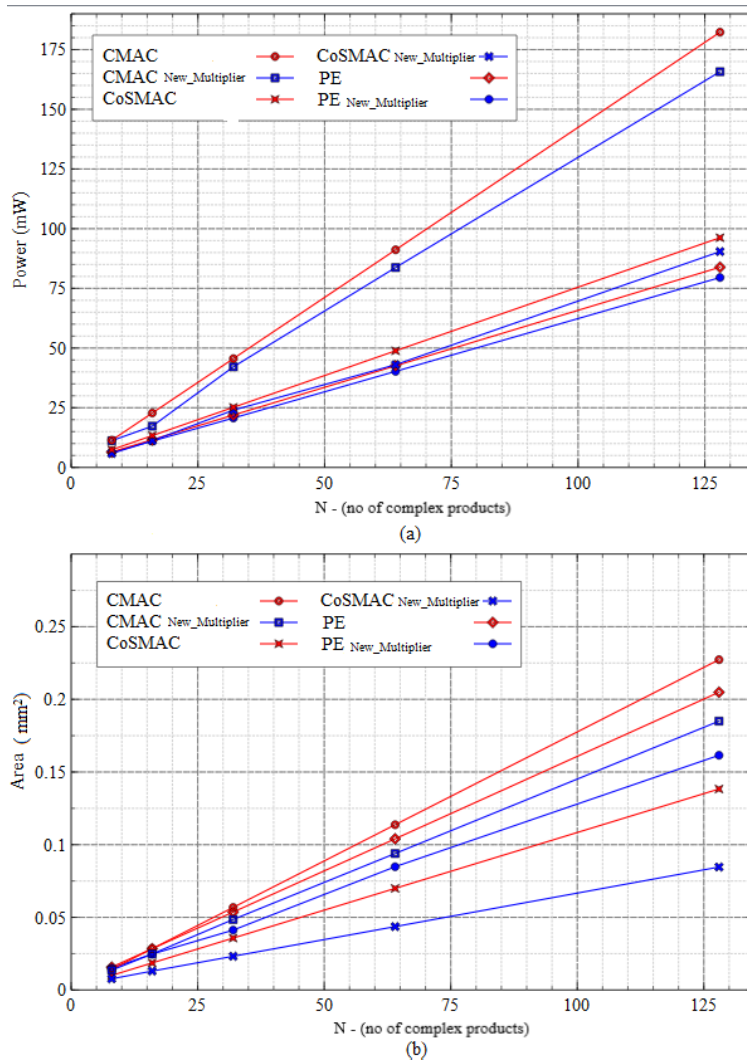 175
150
125
100
75
50
25
0
Power (mW)
CMAC
CMAC New_Multiplier
CoSMAC
CoSMAC New_Multiplier
PE
PE New_Multiplier
0 25 50 75 100 125
N - (no of complex products)
(a)
0.25
0.2
0.15
0.1
0.05
0
Area ( mm²)
CMAC
CMAC New_Multiplier
CoSMAC
CoSMAC New_Multiplier
PE
PE New_Multiplier
0 25 50 75 100 125
N - (no of complex products)
(b)